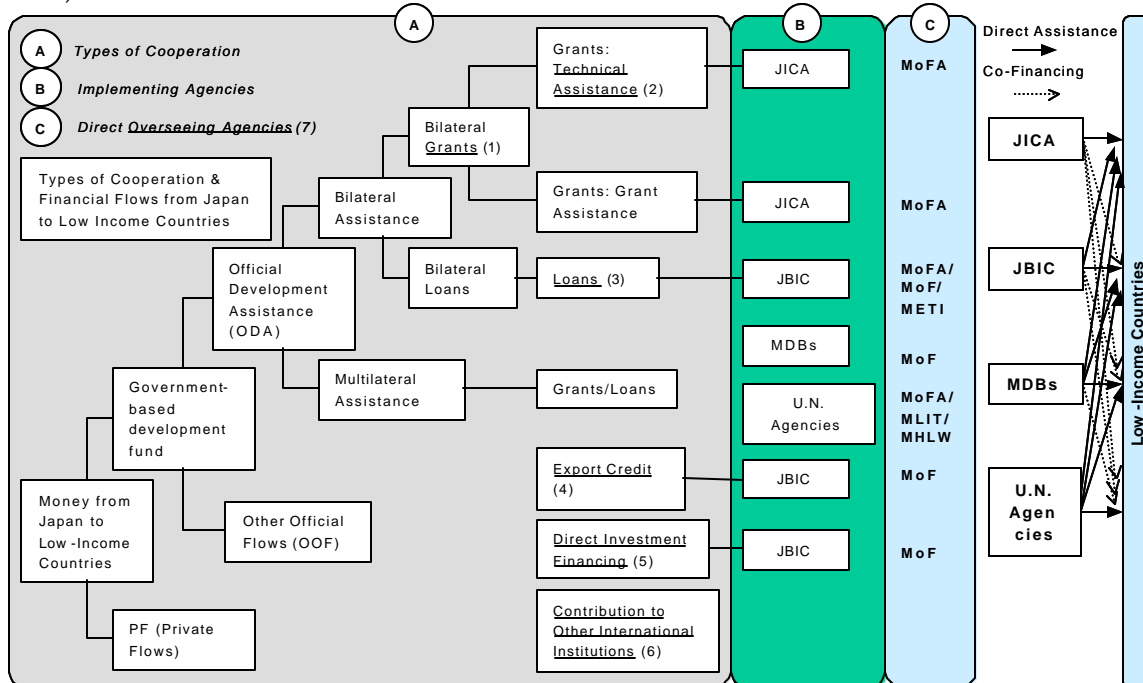 A
B
C
A
Types of Cooperation
B
Implementing Agencies
C
Direct Overseeing Agencies (7)
Types of Cooperation &
Financial Flows from Japan
to Low Income Countries
Money from
Japan to
Low-Income
Countries
Government-
based
development
fund
PF (Private
Flows)
Official
Development
Assistance
(ODA)
Other Official
Flows (OOF)
Bilateral
Assistance
Multilateral
Assistance
Bilateral
Grants (1)
Bilateral
Loans
Grants:
Technical
Assistance (2)
Grants: Grant
Assistance
Loans (3)
Grants/Loans
Export Credit
(4)
Direct Investment
Financing (5)
Contribution to
Other International
Institutions (6)
JICA
JICA
JBIC
MDBs
U.N.
Agencies
JBIC
JBIC
MoFA
MoFA
MoFA/
MoF/
METI
MoF
MoFA/
MLIT/
MHLW
MoF
MoF
Direct Assistance
Co-Financing
JICA
JBIC
MDBs
U.N.
Agen
cies
Low-Income Countries